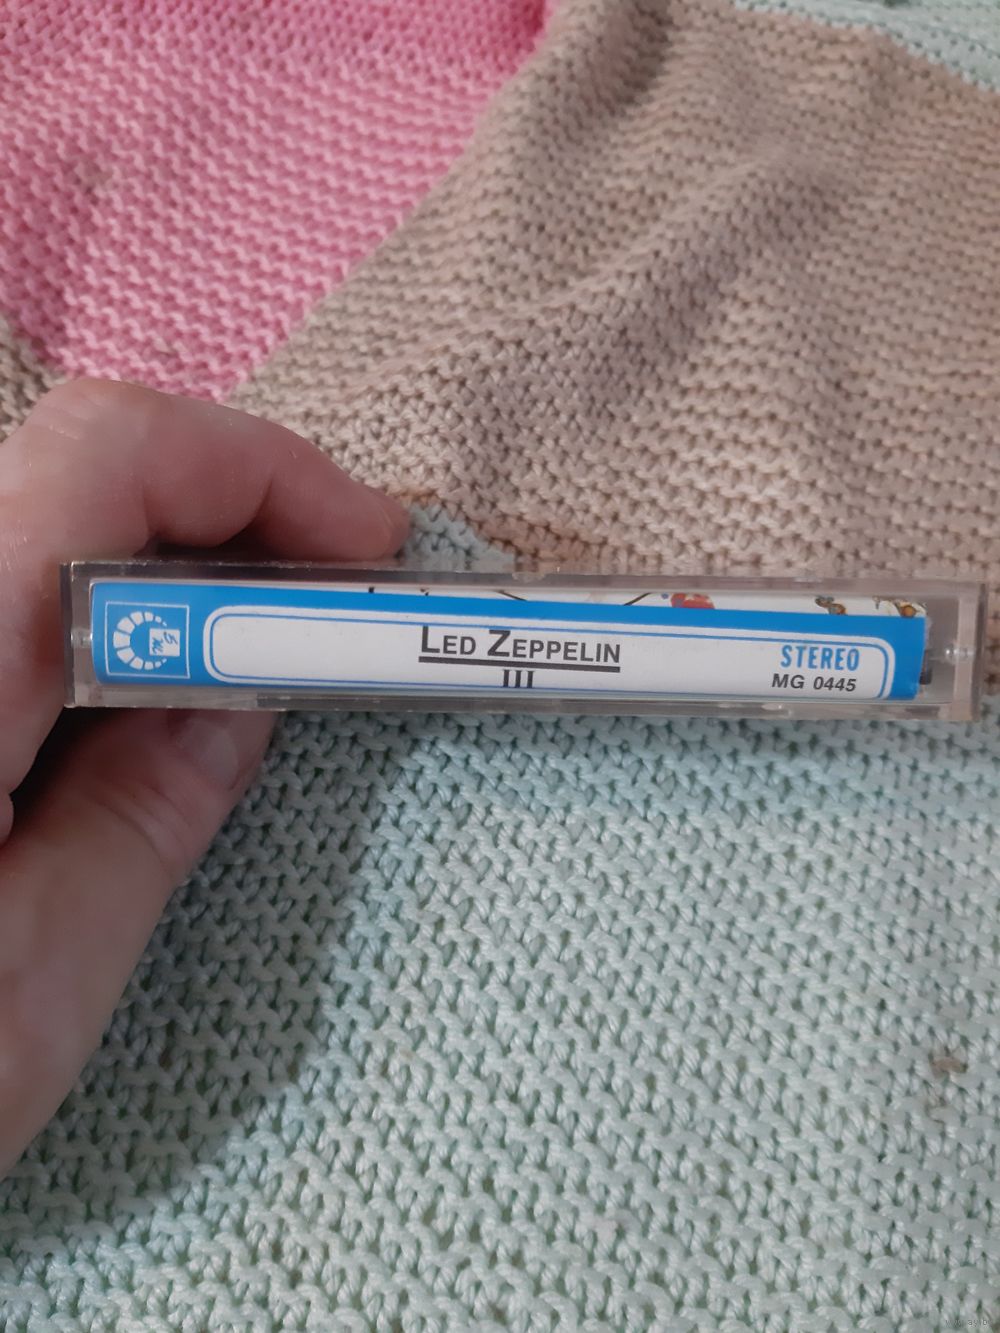 LED ZEPPELIN
III
STEREO
MG 0445